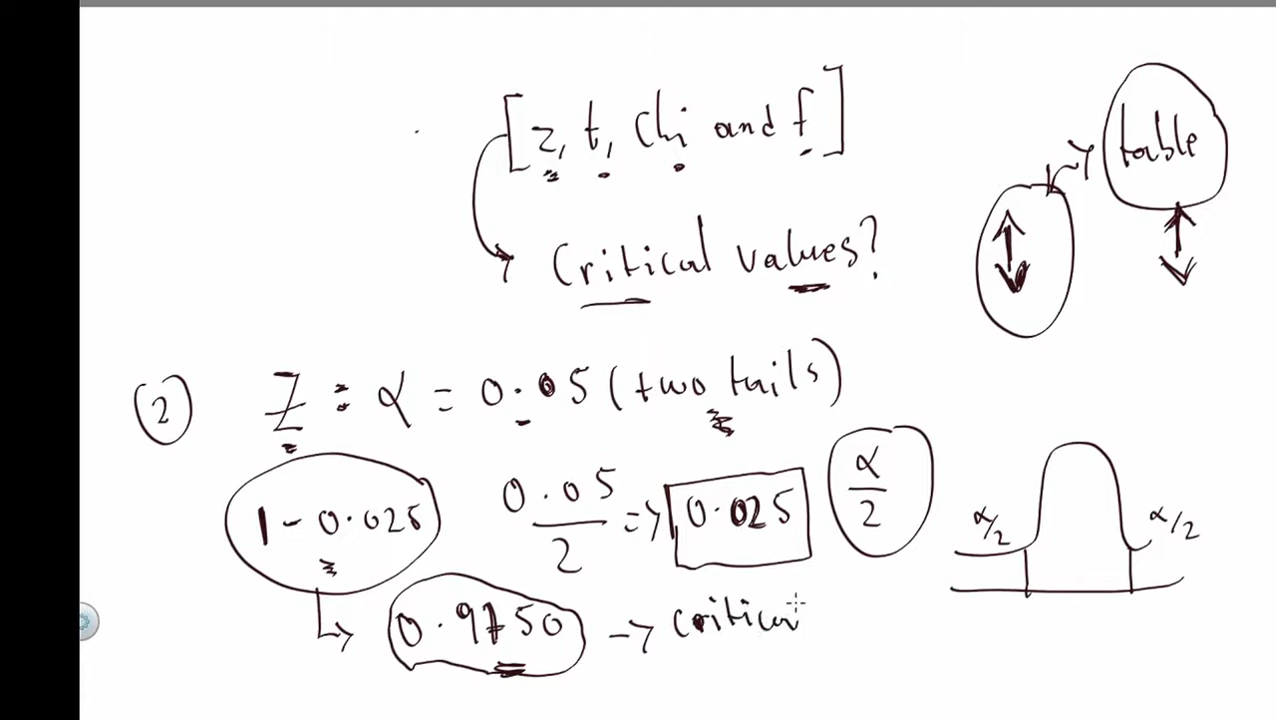 [z, t, Chi and f]
table
Critical values?
(2) Z : α = 0.05 (two tails)
1 - 0.025
0.05/2 => 0.025
α/2
α/2 α/2
0.9750 -> critical